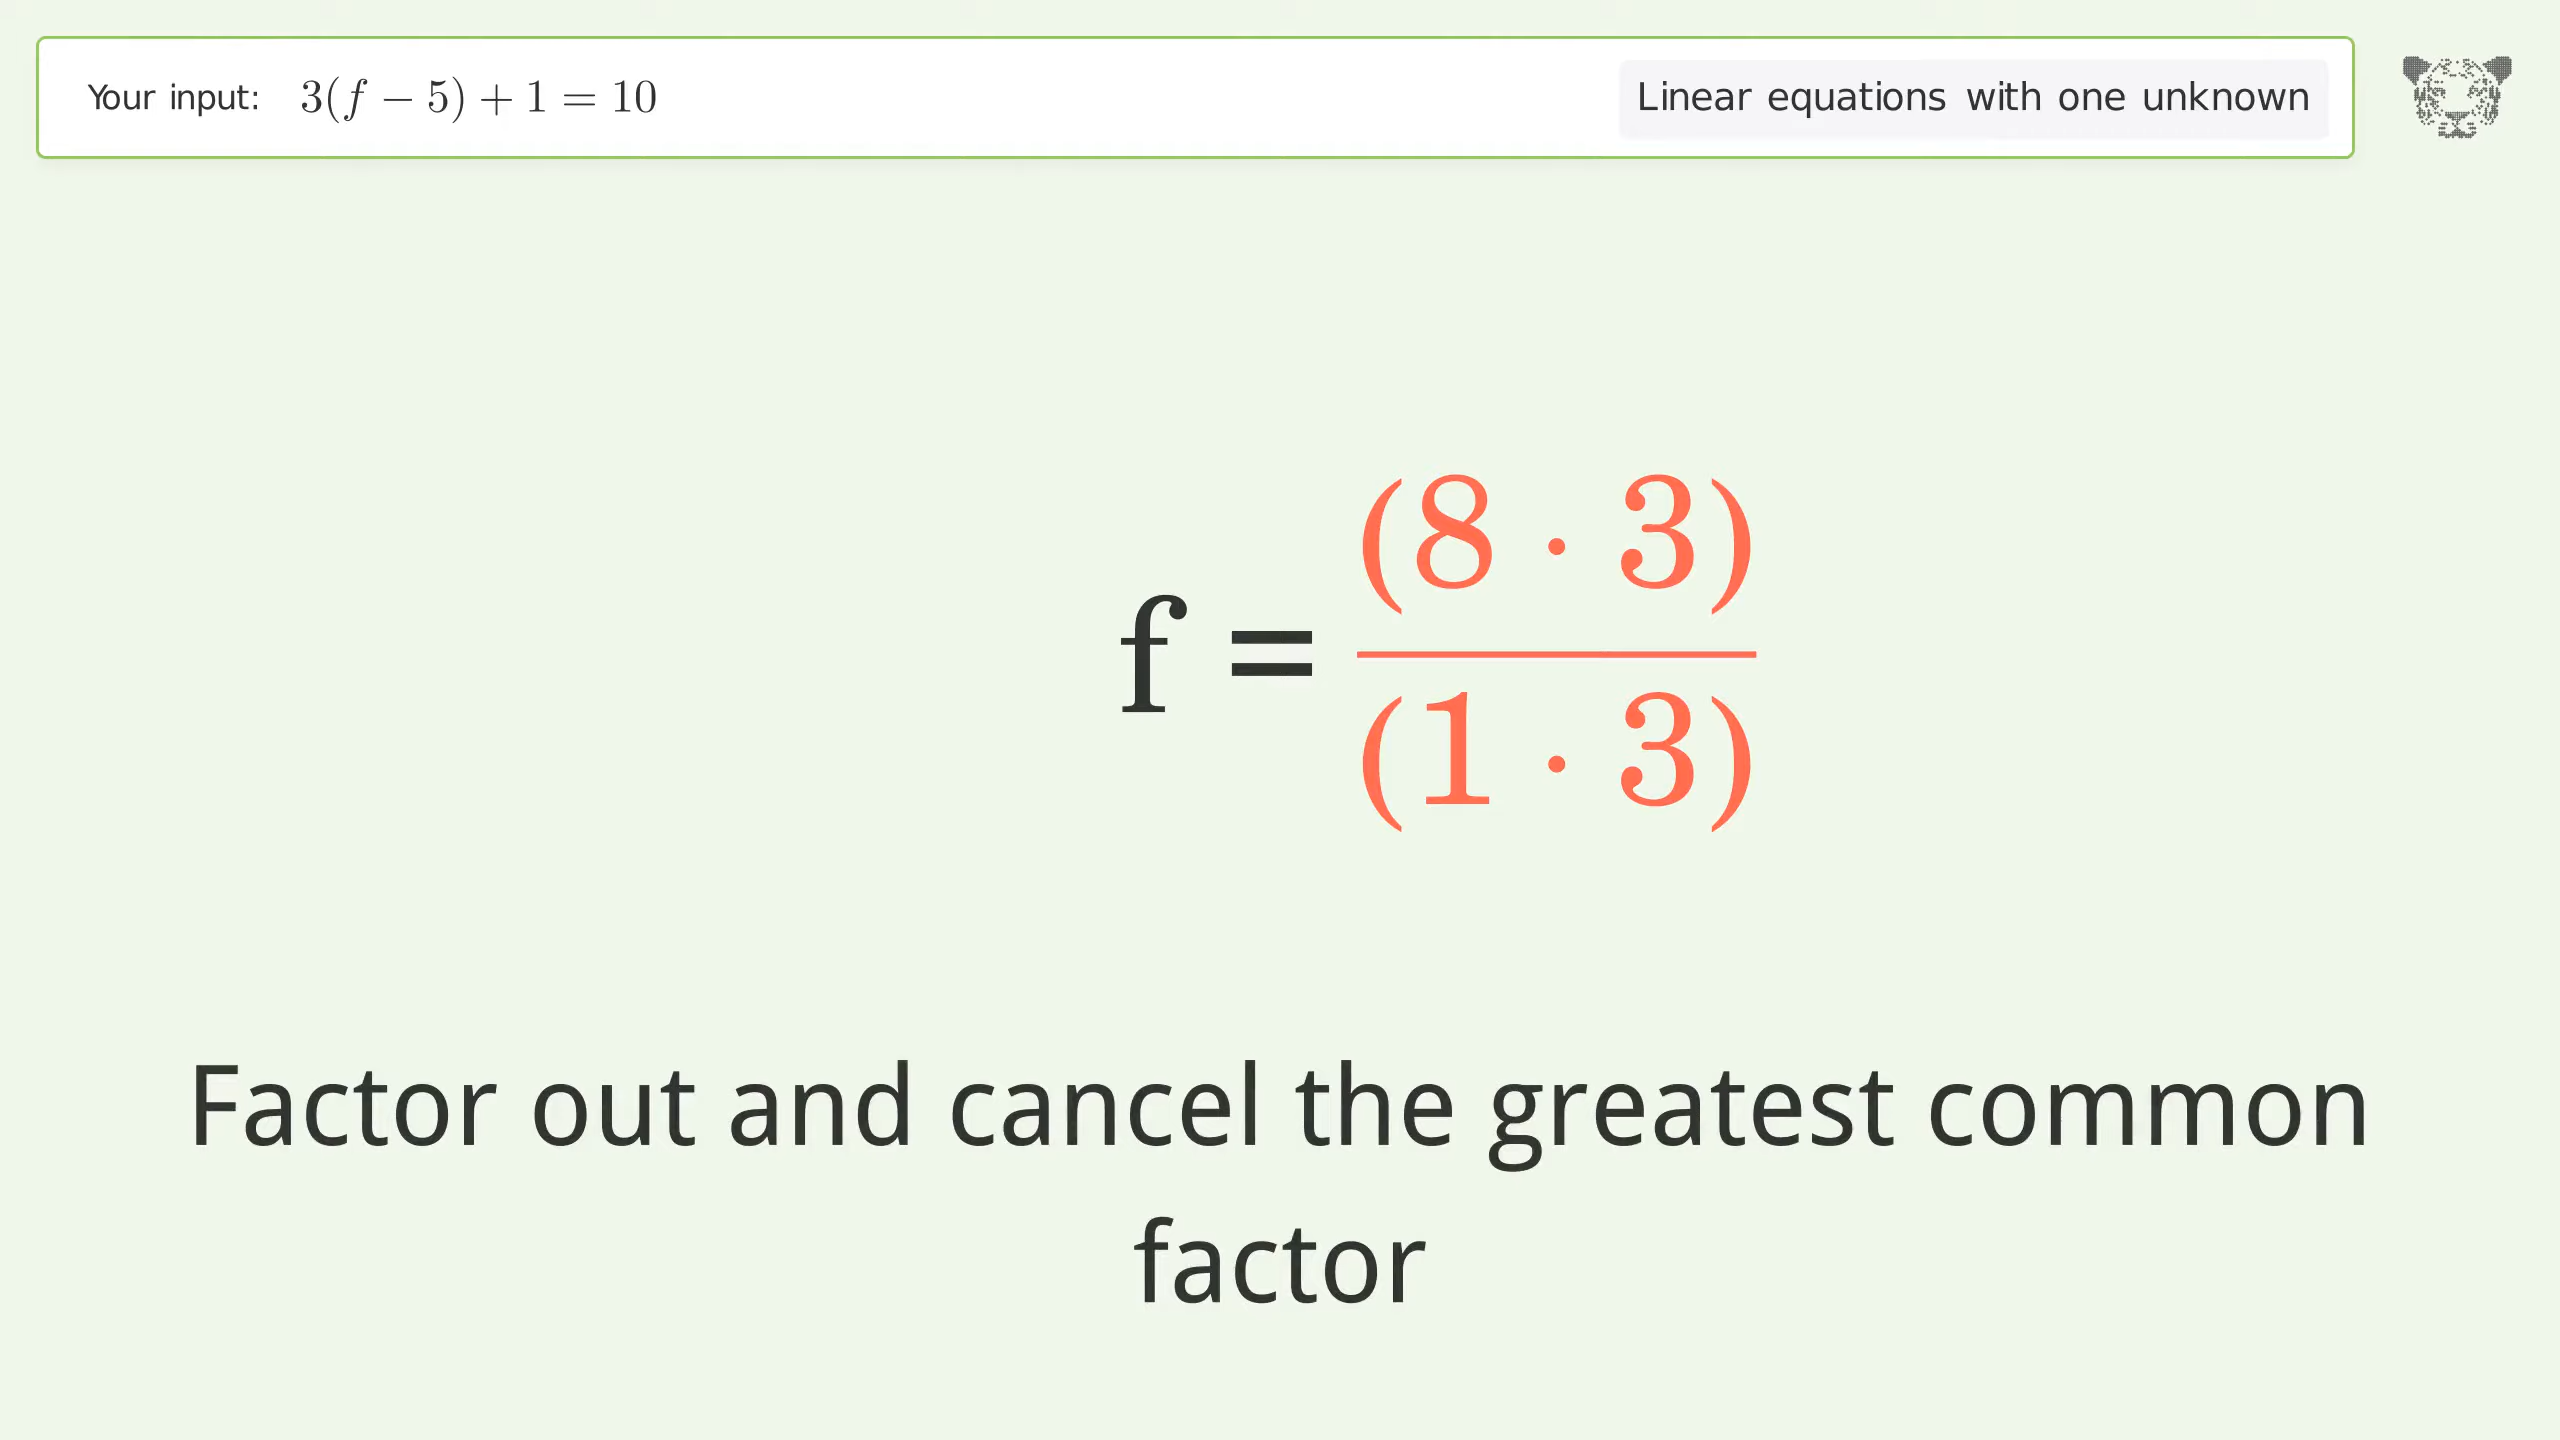 Your input: 3(f − 5) + 1 = 10
Linear equations with one unknown
f = (8 · 3) / (1 · 3)
Factor out and cancel the greatest common
factor